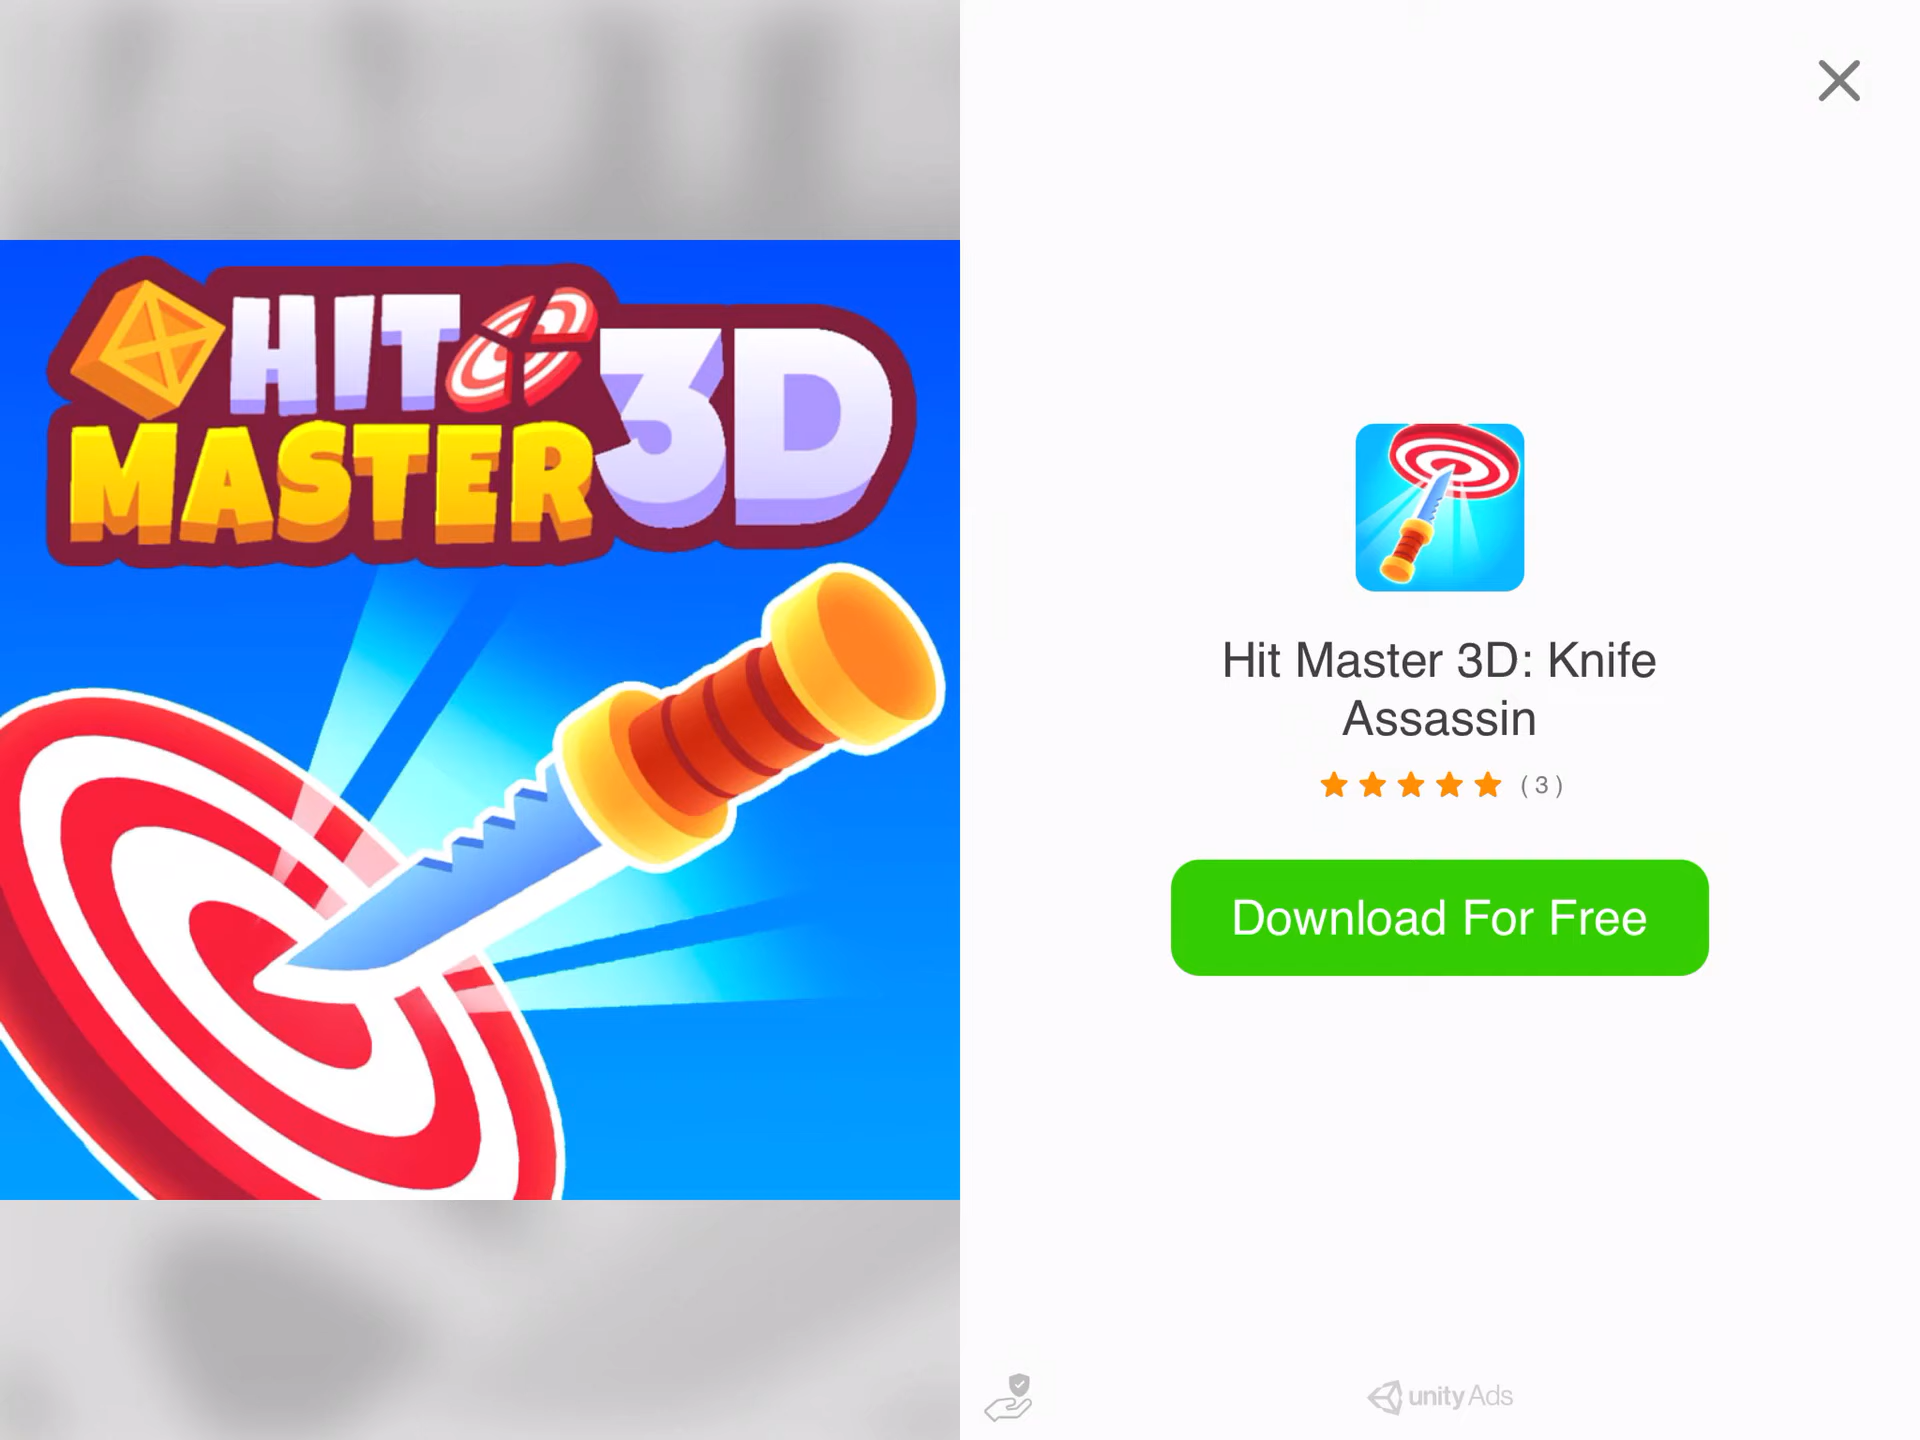 HIT
MASTER 3D
Hit Master 3D: Knife
Assassin
(3)
Download For Free
unity Ads